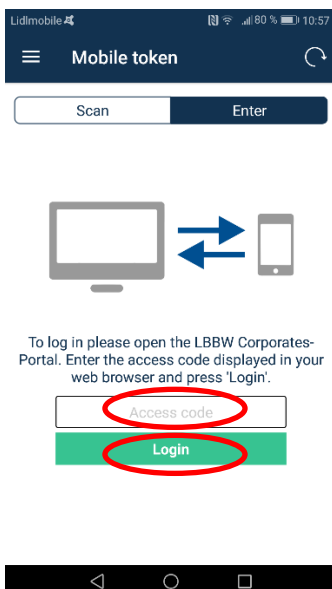 Lidlmobile 80 % 10:57
Mobile token
Scan Enter
To log in please open the LBBW Corporates-
Portal. Enter the access code displayed in your
web browser and press 'Login'.
Access code
Login